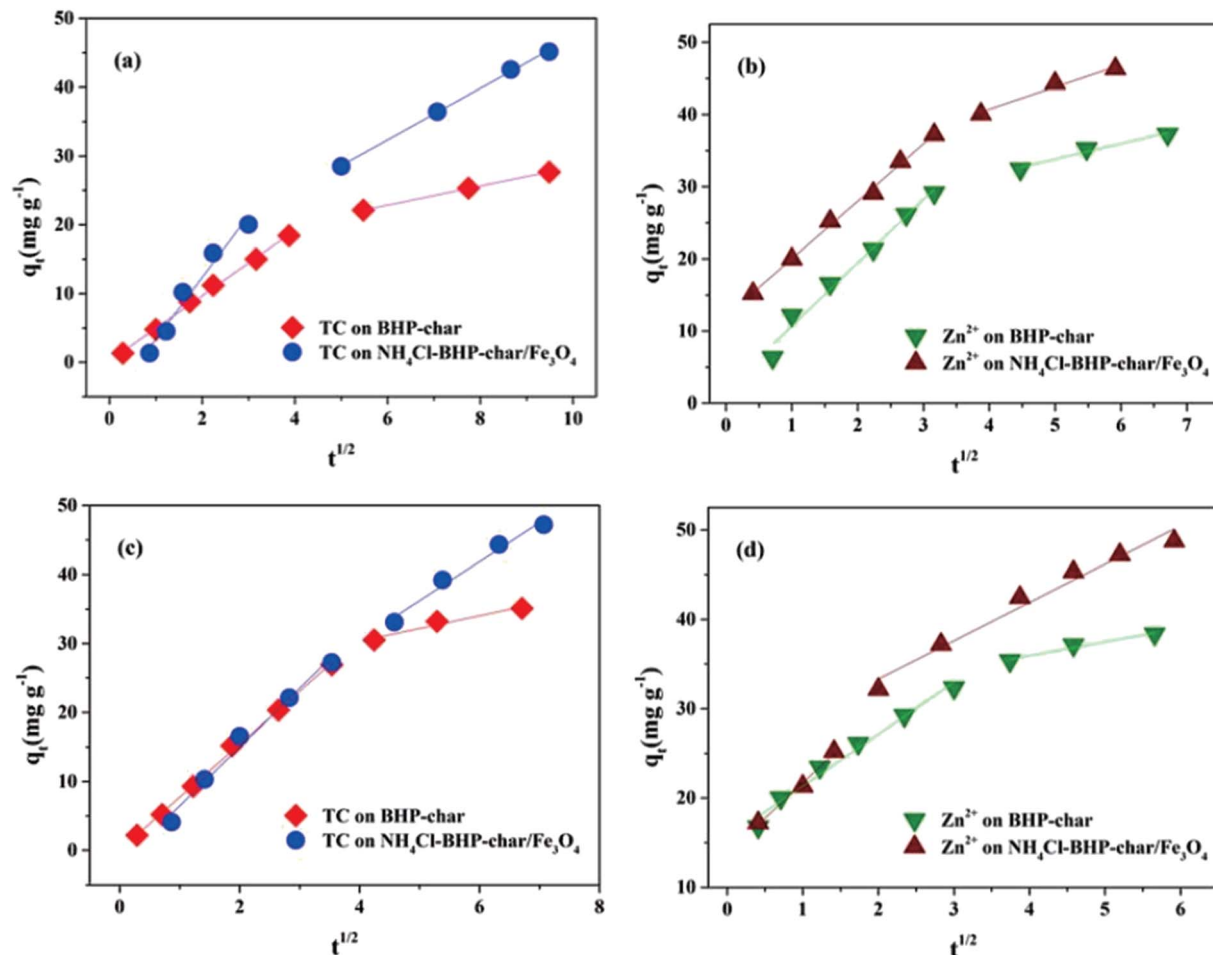 (a)
50
40
30
20
10
0
qₜ(mg g⁻¹)
TC on BHP-char
TC on NH₄Cl-BHP-char/Fe₃O₄
0 2 4 6 8 10
t¹/²
(b)
50
40
30
20
10
0
qₜ(mg g⁻¹)
Zn²⁺ on BHP-char
Zn²⁺ on NH₄Cl-BHP-char/Fe₃O₄
0 1 2 3 4 5 6 7
t¹/²
(c)
50
40
30
20
10
0
qₜ(mg g⁻¹)
TC on BHP-char
TC on NH₄Cl-BHP-char/Fe₃O₄
0 2 4 6 8
t¹/²
(d)
50
40
30
20
10
qₜ(mg g⁻¹)
Zn²⁺ on BHP-char
Zn²⁺ on NH₄Cl-BHP-char/Fe₃O₄
0 1 2 3 4 5 6
t¹/²